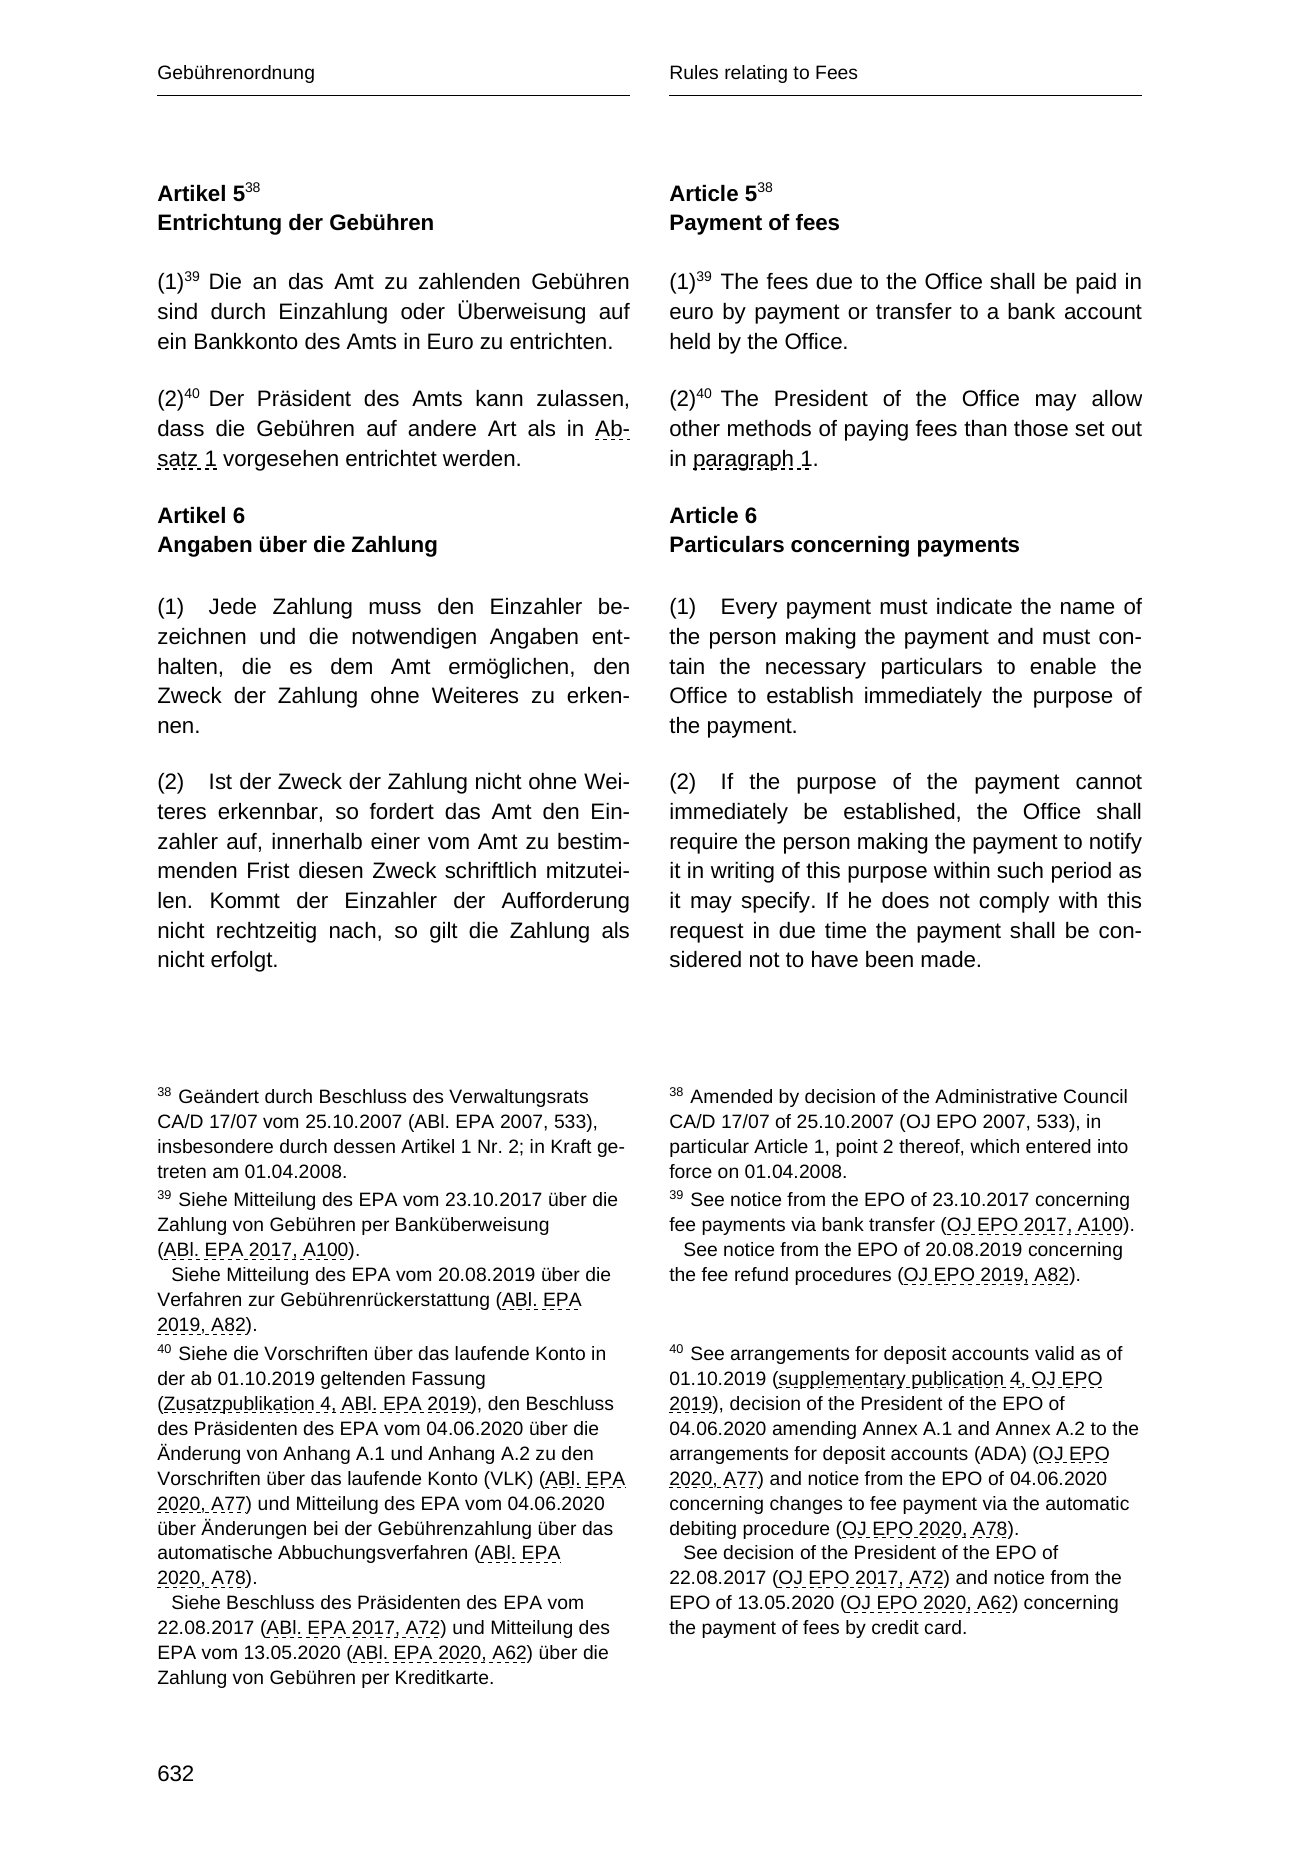 Gebührenordnung
Artikel 5³⁸
Entrichtung der Gebühren
(1)³⁹ Die an das Amt zu zahlenden Gebühren
sind durch Einzahlung oder Überweisung auf
ein Bankkonto des Amts in Euro zu entrichten.
(2)⁴⁰ Der Präsident des Amts kann zulassen,
dass die Gebühren auf andere Art als in Ab-
satz 1 vorgesehen entrichtet werden.
Artikel 6
Angaben über die Zahlung
(1) Jede Zahlung muss den Einzahler be-
zeichnen und die notwendigen Angaben ent-
halten, die es dem Amt ermöglichen, den
Zweck der Zahlung ohne Weiteres zu erken-
nen.
(2) Ist der Zweck der Zahlung nicht ohne Wei-
teres erkennbar, so fordert das Amt den Ein-
zahler auf, innerhalb einer vom Amt zu bestim-
menden Frist diesen Zweck schriftlich mitzutei-
len. Kommt der Einzahler der Aufforderung
nicht rechtzeitig nach, so gilt die Zahlung als
nicht erfolgt.
³⁸ Geändert durch Beschluss des Verwaltungsrats
CA/D 17/07 vom 25.10.2007 (ABl. EPA 2007, 533),
insbesondere durch dessen Artikel 1 Nr. 2; in Kraft ge-
treten am 01.04.2008.
³⁹ Siehe Mitteilung des EPA vom 23.10.2017 über die
Zahlung von Gebühren per Banküberweisung
(ABl. EPA 2017, A100).
Siehe Mitteilung des EPA vom 20.08.2019 über die
Verfahren zur Gebührenrückerstattung (ABl. EPA
2019, A82).
⁴⁰ Siehe die Vorschriften über das laufende Konto in
der ab 01.10.2019 geltenden Fassung
(Zusatzpublikation 4, ABl. EPA 2019), den Beschluss
des Präsidenten des EPA vom 04.06.2020 über die
Änderung von Anhang A.1 und Anhang A.2 zu den
Vorschriften über das laufende Konto (VLK) (ABl. EPA
2020, A77) und Mitteilung des EPA vom 04.06.2020
über Änderungen bei der Gebührenzahlung über das
automatische Abbuchungsverfahren (ABl. EPA
2020, A78).
Siehe Beschluss des Präsidenten des EPA vom
22.08.2017 (ABl. EPA 2017, A72) und Mitteilung des
EPA vom 13.05.2020 (ABl. EPA 2020, A62) über die
Zahlung von Gebühren per Kreditkarte.
Rules relating to Fees
Article 5³⁸
Payment of fees
(1)³⁹ The fees due to the Office shall be paid in
euro by payment or transfer to a bank account
held by the Office.
(2)⁴⁰ The President of the Office may allow
other methods of paying fees than those set out
in paragraph 1.
Article 6
Particulars concerning payments
(1) Every payment must indicate the name of
the person making the payment and must con-
tain the necessary particulars to enable the
Office to establish immediately the purpose of
the payment.
(2) If the purpose of the payment cannot
immediately be established, the Office shall
require the person making the payment to notify
it in writing of this purpose within such period as
it may specify. If he does not comply with this
request in due time the payment shall be con-
sidered not to have been made.
³⁸ Amended by decision of the Administrative Council
CA/D 17/07 of 25.10.2007 (OJ EPO 2007, 533), in
particular Article 1, point 2 thereof, which entered into
force on 01.04.2008.
³⁹ See notice from the EPO of 23.10.2017 concerning
fee payments via bank transfer (OJ EPO 2017, A100).
See notice from the EPO of 20.08.2019 concerning
the fee refund procedures (OJ EPO 2019, A82).
⁴⁰ See arrangements for deposit accounts valid as of
01.10.2019 (supplementary publication 4, OJ EPO
2019), decision of the President of the EPO of
04.06.2020 amending Annex A.1 and Annex A.2 to the
arrangements for deposit accounts (ADA) (OJ EPO
2020, A77) and notice from the EPO of 04.06.2020
concerning changes to fee payment via the automatic
debiting procedure (OJ EPO 2020, A78).
See decision of the President of the EPO of
22.08.2017 (OJ EPO 2017, A72) and notice from the
EPO of 13.05.2020 (OJ EPO 2020, A62) concerning
the payment of fees by credit card.
632